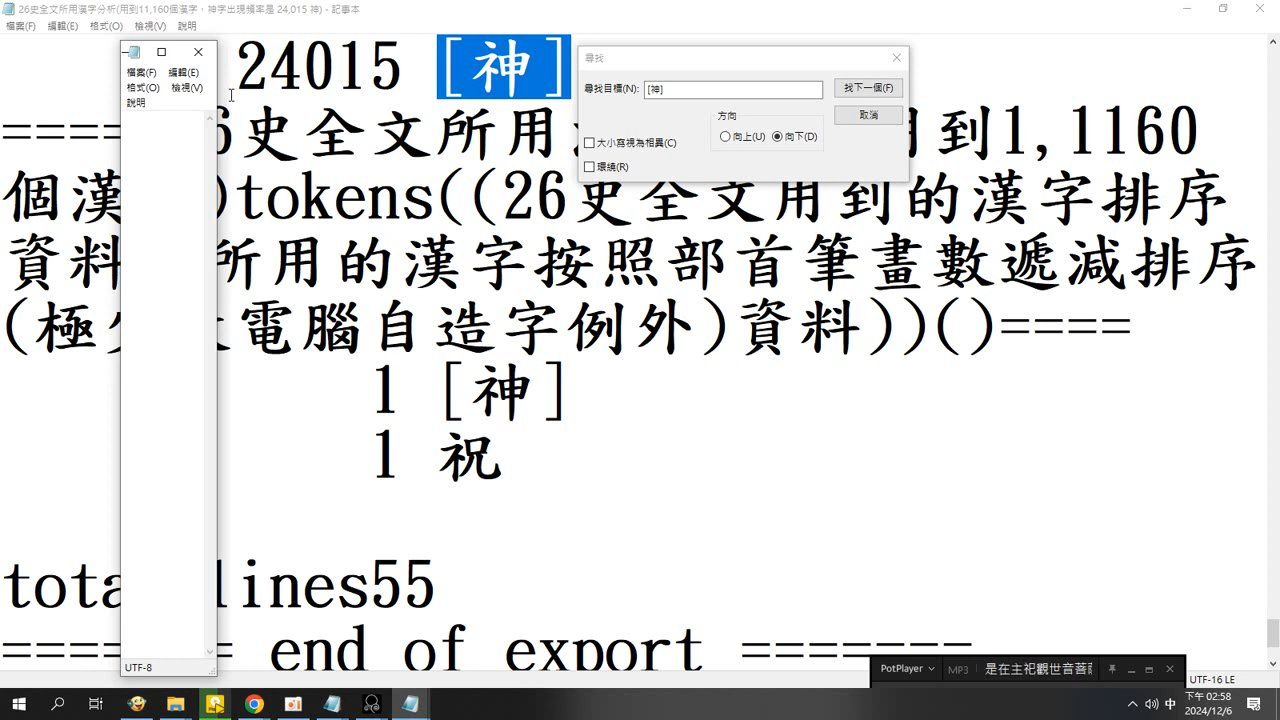 26史全文所用漢字分析(用到11,160個漢字，神字出現頻率是 24,015 神) - 記事本
檔案(F) 編輯(E) 格式(O) 檢視(V) 說明
檔案(F) 編輯(E)
格式(O) 檢視(V)
說明
24015 [神]
尋找
尋找目標(N): [神]
找下一個(F)
取消
方向
向上(U) 向下(D)
大小寫視為相異(C)
環繞(R)
史全文所用 用到1,1160
個漢 )tokens((26史全文用到的漢字排序
資料 所用的漢字按照部首筆畫數遞減排序
(極 電腦自造字例外)資料))()====
1 [神]
1 祝
lines55
======= end of export =======
UTF-8
PotPlayer MP3 是在主祀觀世音菩薩
UTF-16 LE
中 下午 02:58
2024/12/6